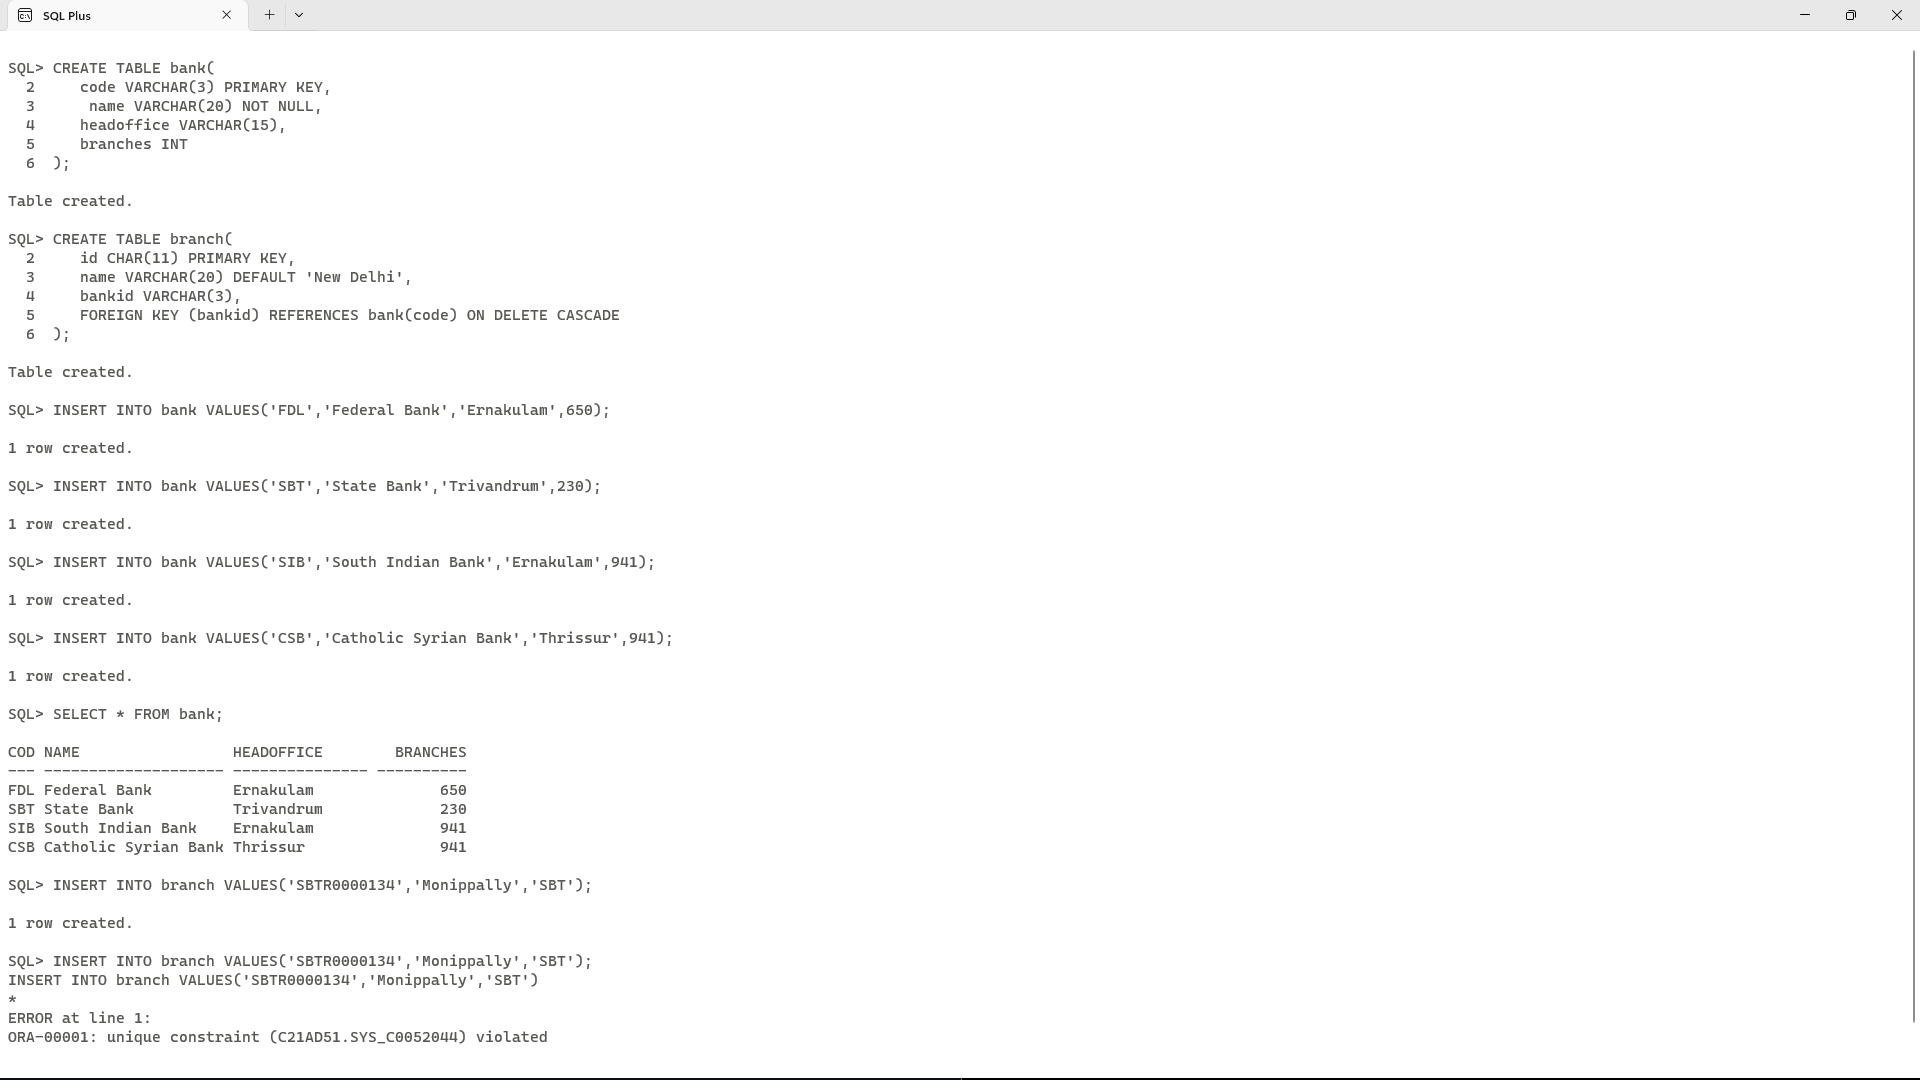 SQL Plus
SQL> CREATE TABLE bank(
  2     code VARCHAR(3) PRIMARY KEY,
  3      name VARCHAR(20) NOT NULL,
  4     headoffice VARCHAR(15),
  5     branches INT
  6  );

Table created.

SQL> CREATE TABLE branch(
  2     id CHAR(11) PRIMARY KEY,
  3     name VARCHAR(20) DEFAULT 'New Delhi',
  4     bankid VARCHAR(3),
  5     FOREIGN KEY (bankid) REFERENCES bank(code) ON DELETE CASCADE
  6  );

Table created.

SQL> INSERT INTO bank VALUES('FDL','Federal Bank','Ernakulam',650);

1 row created.

SQL> INSERT INTO bank VALUES('SBT','State Bank','Trivandrum',230);

1 row created.

SQL> INSERT INTO bank VALUES('SIB','South Indian Bank','Ernakulam',941);

1 row created.

SQL> INSERT INTO bank VALUES('CSB','Catholic Syrian Bank','Thrissur',941);

1 row created.

SQL> SELECT * FROM bank;

COD NAME                 HEADOFFICE        BRANCHES
--- -------------------- --------------- ----------
FDL Federal Bank         Ernakulam              650
SBT State Bank           Trivandrum             230
SIB South Indian Bank    Ernakulam              941
CSB Catholic Syrian Bank Thrissur               941

SQL> INSERT INTO branch VALUES('SBTR0000134','Monippally','SBT');

1 row created.

SQL> INSERT INTO branch VALUES('SBTR0000134','Monippally','SBT');
INSERT INTO branch VALUES('SBTR0000134','Monippally','SBT')
*
ERROR at line 1:
ORA-00001: unique constraint (C21AD51.SYS_C0052044) violated